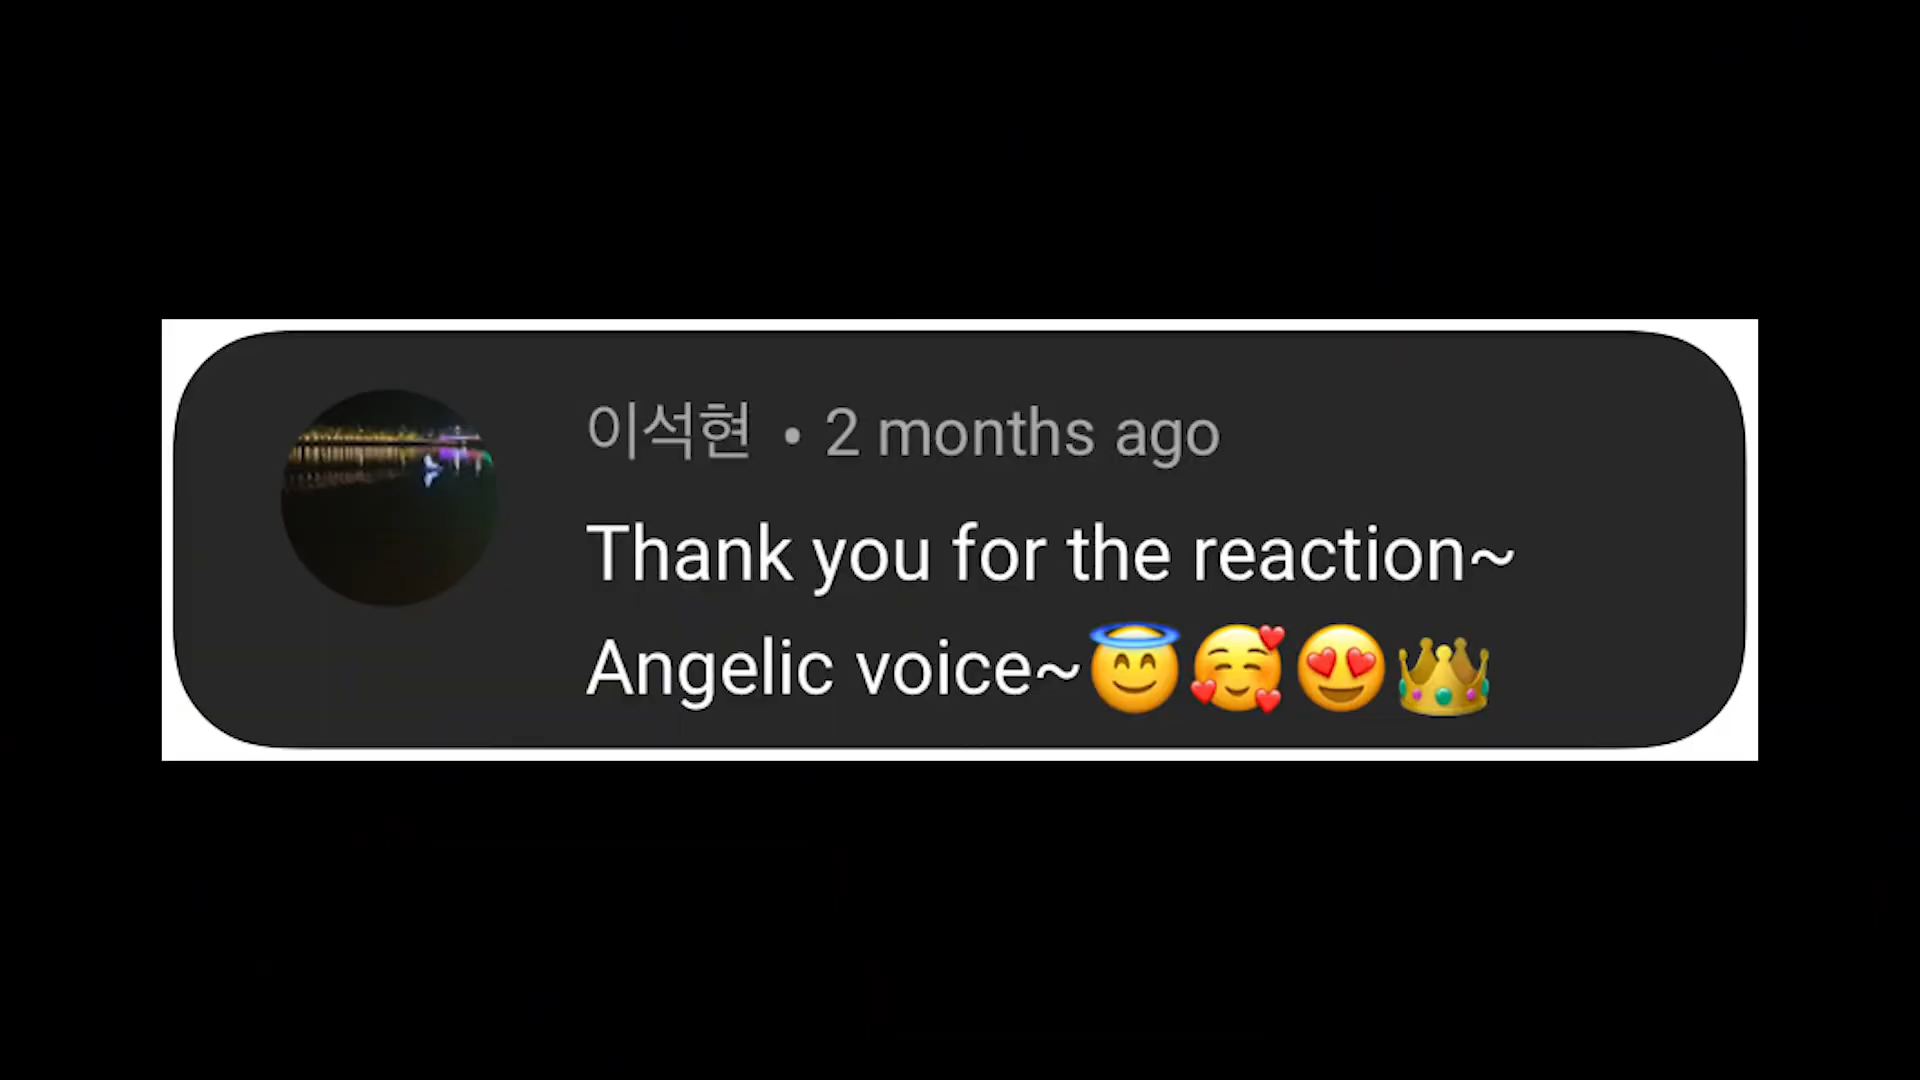 이석현 • 2 months ago
Thank you for the reaction~
Angelic voice~😇🥰😍👑